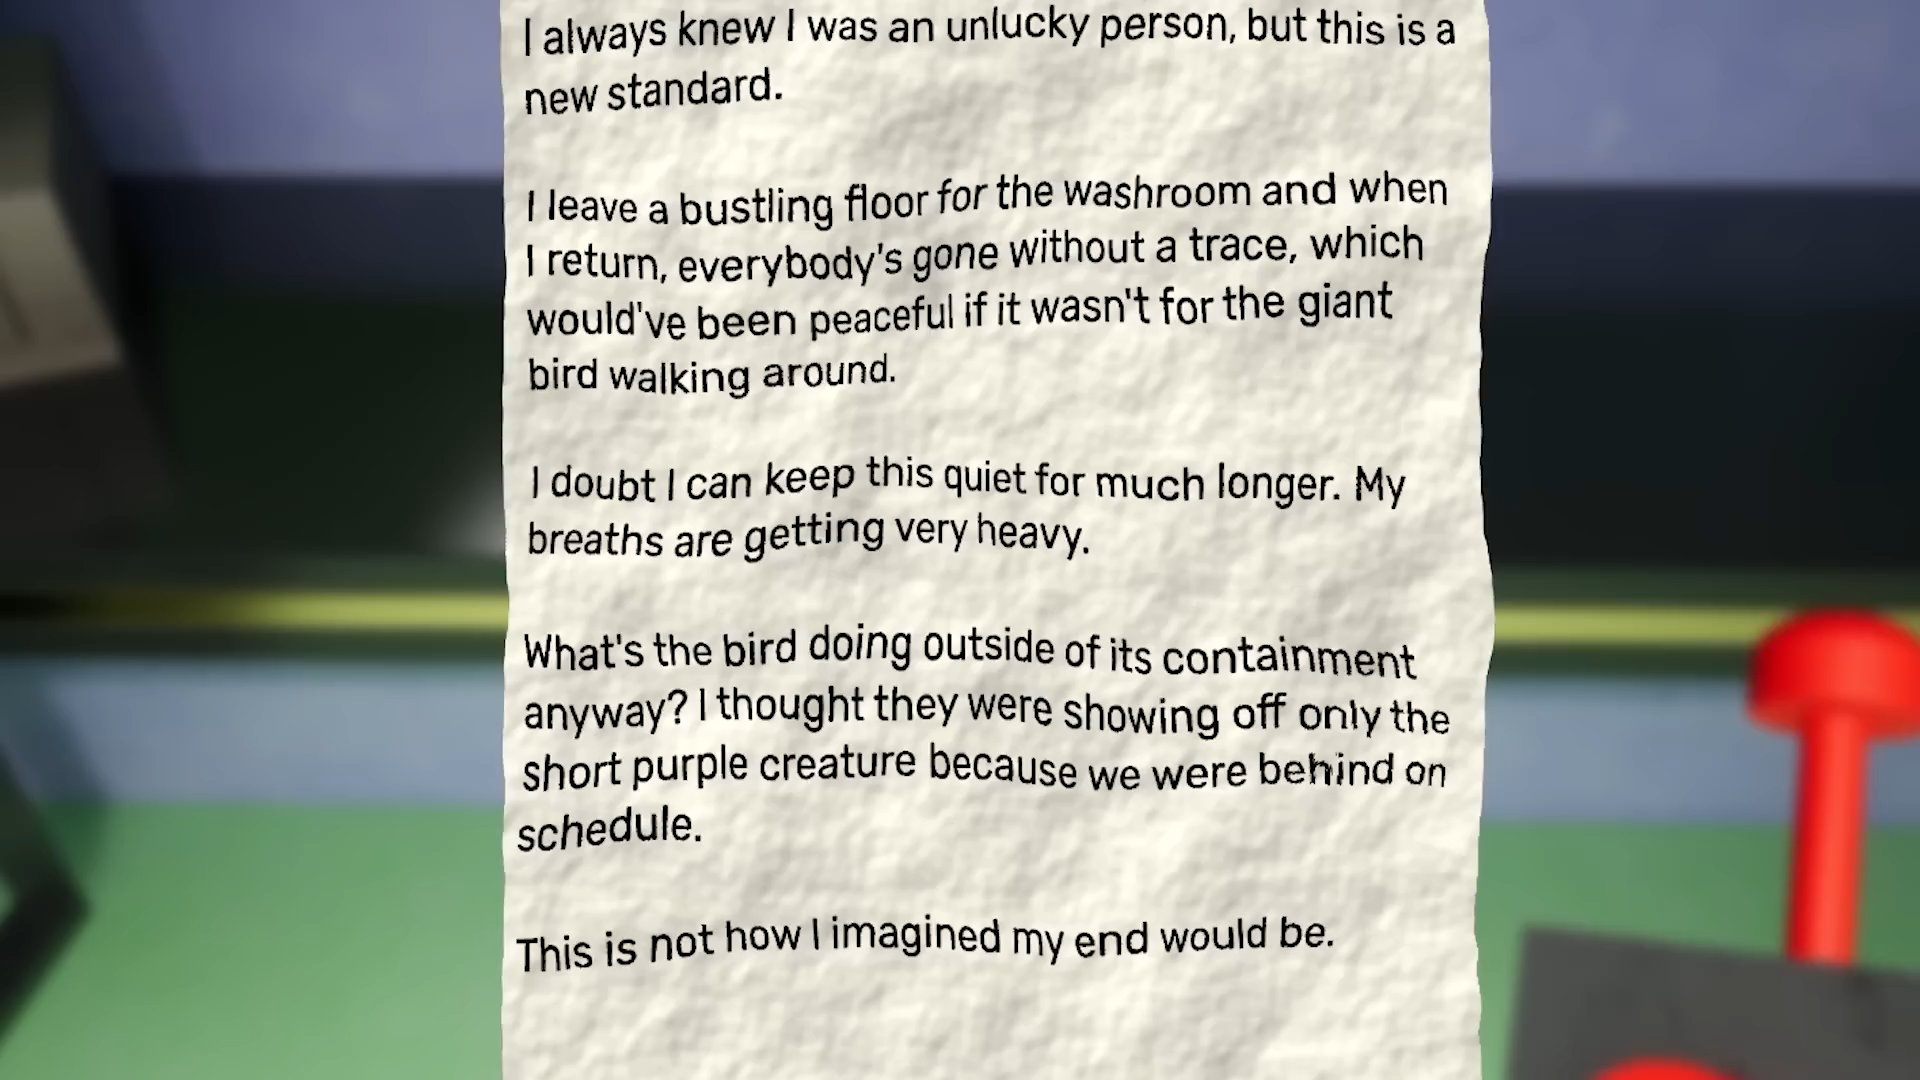 I always knew I was an unlucky person, but this is a
new standard.
I leave a bustling floor for the washroom and when
I return, everybody's gone without a trace, which
would've been peaceful if it wasn't for the giant
bird walking around.
I doubt I can keep this quiet for much longer. My
breaths are getting very heavy.
What's the bird doing outside of its containment
anyway? I thought they were showing off only the
short purple creature because we were behind on
schedule.
This is not how I imagined my end would be.